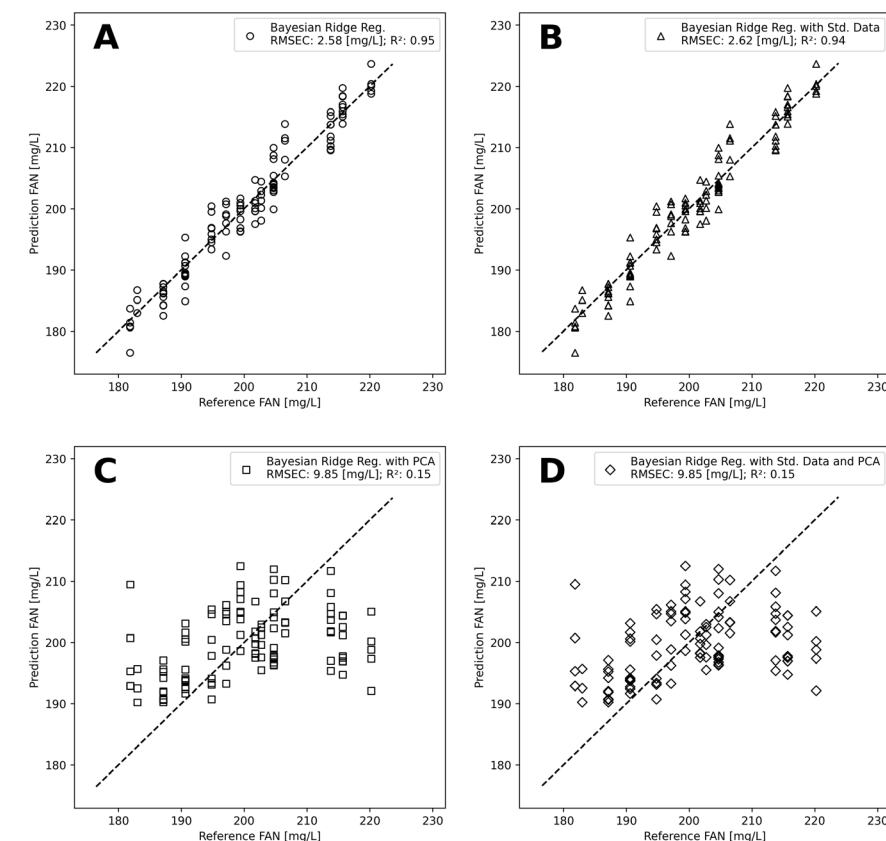 A
Bayesian Ridge Reg.
RMSEC: 2.58 [mg/L]; R²: 0.95
230
220
210
200
190
180
Prediction FAN [mg/L]
180 190 200 210 220 230
Reference FAN [mg/L]
B
Bayesian Ridge Reg. with Std. Data
RMSEC: 2.62 [mg/L]; R²: 0.94
230
220
210
200
190
180
Prediction FAN [mg/L]
180 190 200 210 220 230
Reference FAN [mg/L]
C
Bayesian Ridge Reg. with PCA
RMSEC: 9.85 [mg/L]; R²: 0.15
230
220
210
200
190
180
Prediction FAN [mg/L]
180 190 200 210 220 230
Reference FAN [mg/L]
D
Bayesian Ridge Reg. with Std. Data and PCA
RMSEC: 9.85 [mg/L]; R²: 0.15
230
220
210
200
190
180
Prediction FAN [mg/L]
180 190 200 210 220 230
Reference FAN [mg/L]